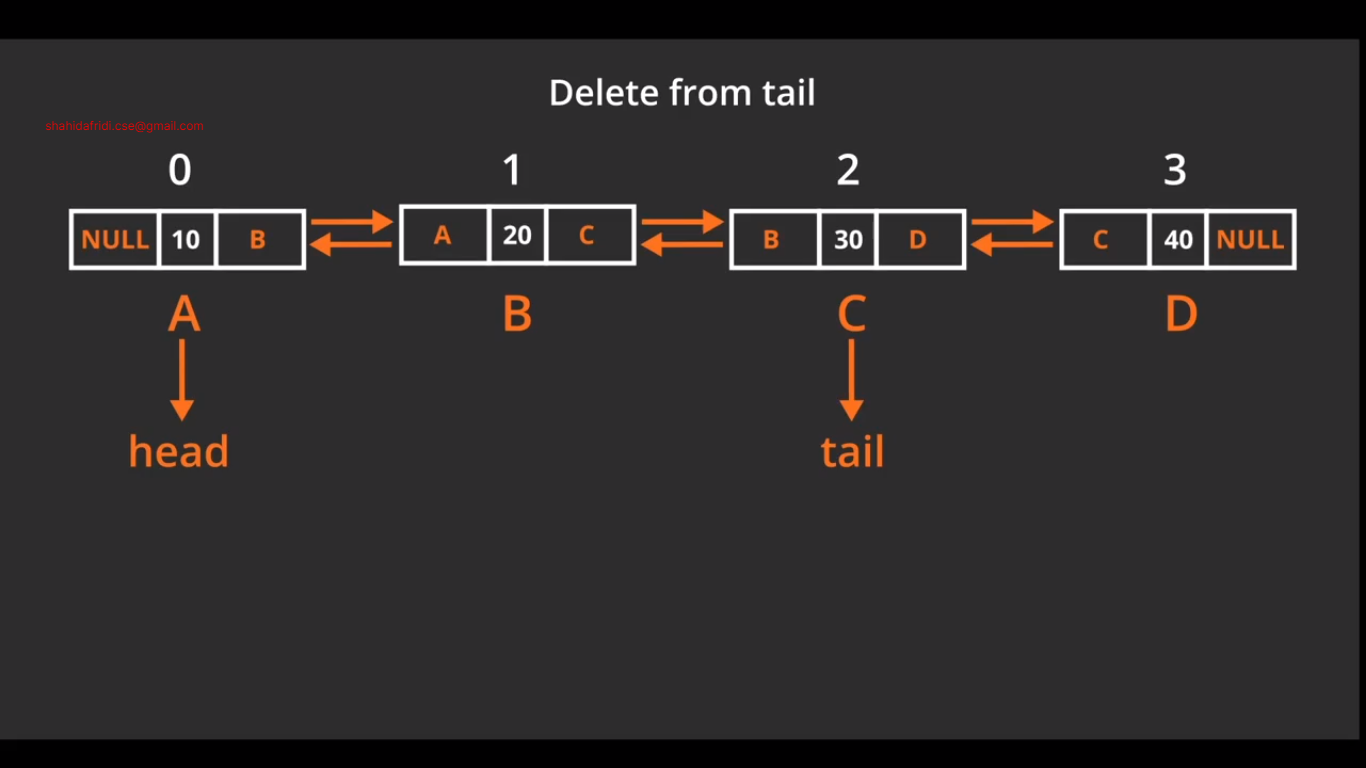 Delete from tail
shahidafridi.cse@gmail.com
0 1 2 3
NULL 10 B A 20 C B 30 D C 40 NULL
A B C D
head tail